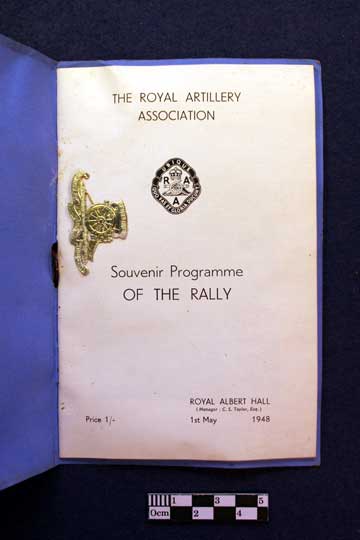 THE ROYAL ARTILLERY
ASSOCIATION
UBIQUE
R A
A
Souvenir Programme
OF THE RALLY
ROYAL ALBERT HALL
(Manager : C. S. Taylor, Esq.)
Price 1/- 1st May 1948
1 3 5
0cm 2 4